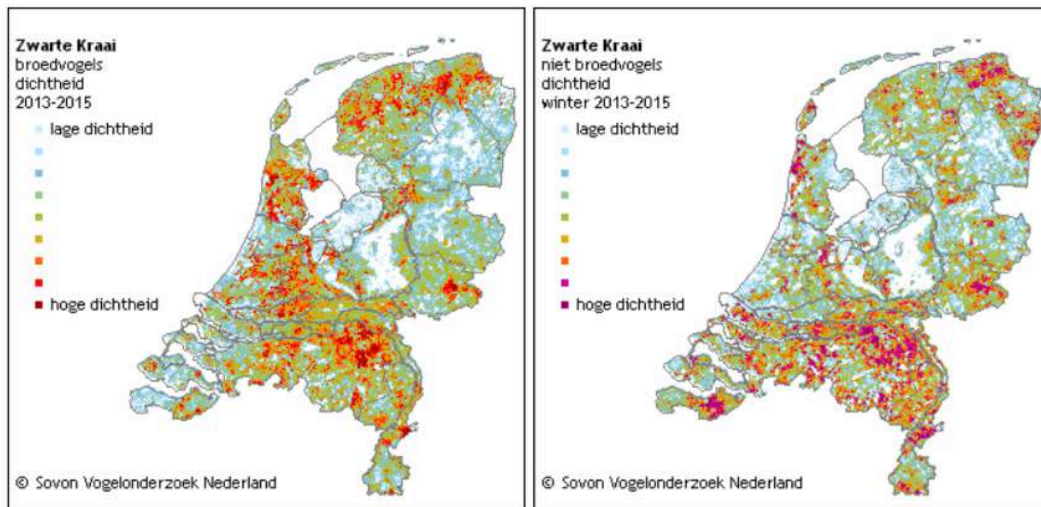 Zwarte Kraai
broedvogels
dichtheid
2013-2015
lage dichtheid
hoge dichtheid
© Sovon Vogelonderzoek Nederland
Zwarte Kraai
niet broedvogels
dichtheid
winter 2013-2015
lage dichtheid
hoge dichtheid
© Sovon Vogelonderzoek Nederland